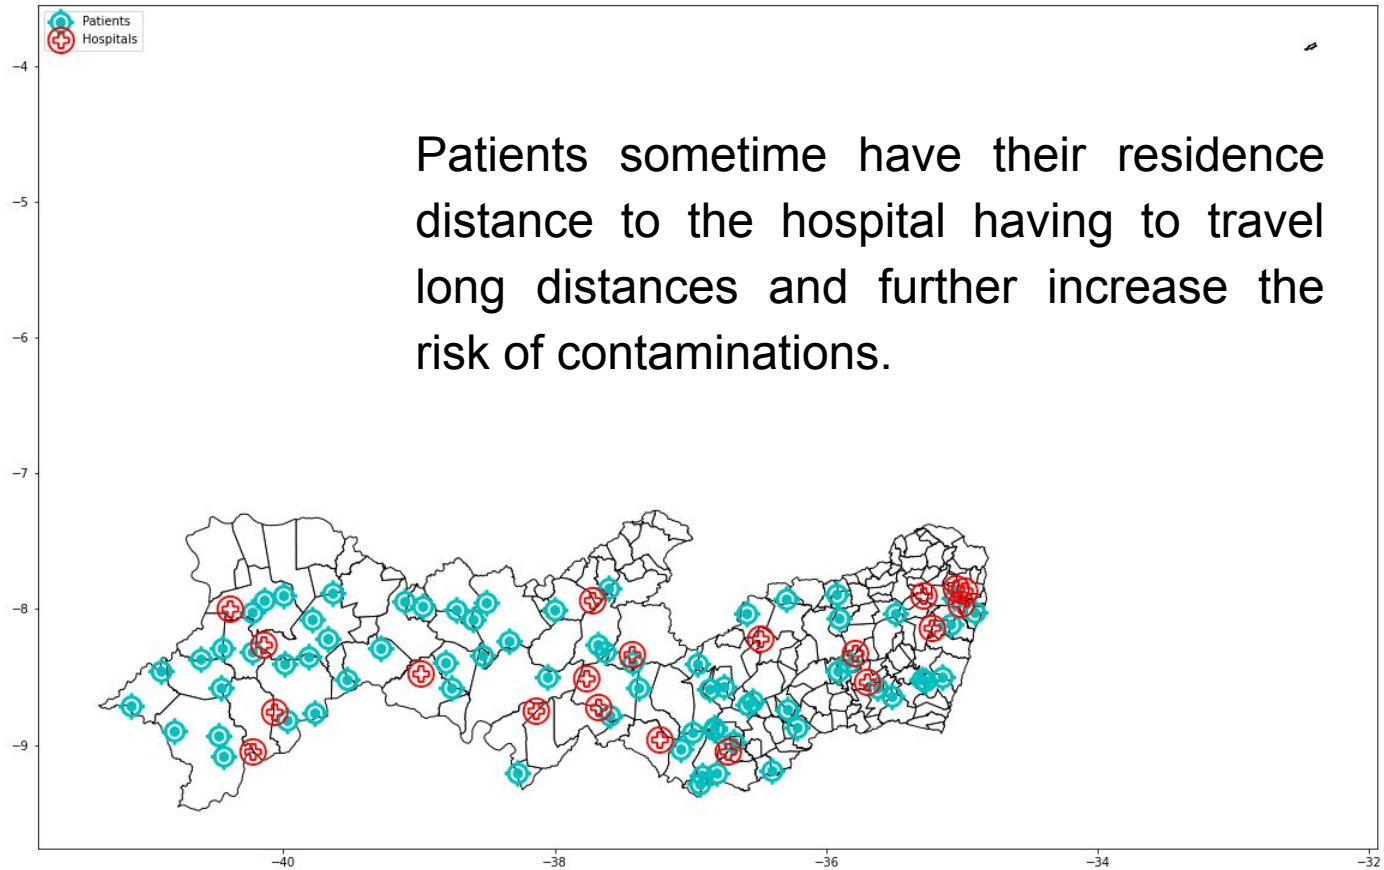 Patients
Hospitals
Patients sometime have their residence
distance to the hospital having to travel
long distances and further increase the
risk of contaminations.
−4
−5
−6
−7
−8
−9
−40
−38
−36
−34
−32